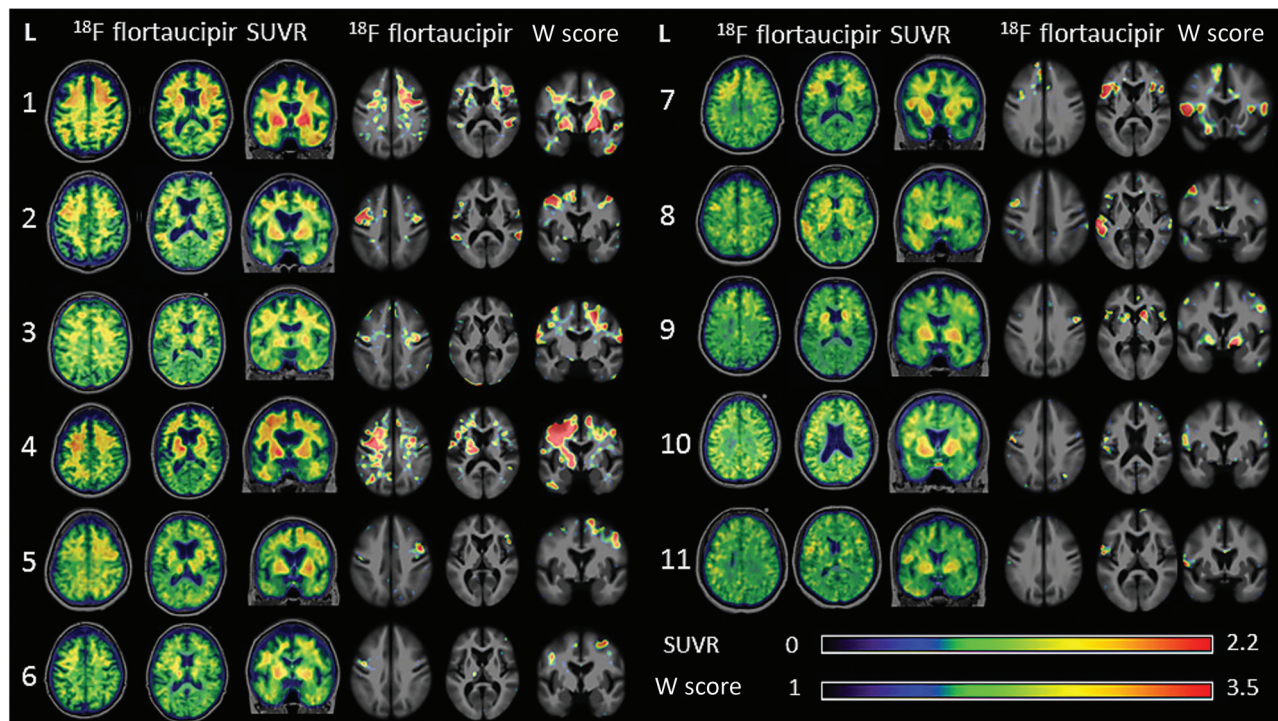 L ¹⁸F flortaucipir SUVR ¹⁸F flortaucipir W score
1
2
3
4
5
6
L ¹⁸F flortaucipir SUVR ¹⁸F flortaucipir W score
7
8
9
10
11
SUVR 0 2.2
W score 1 3.5